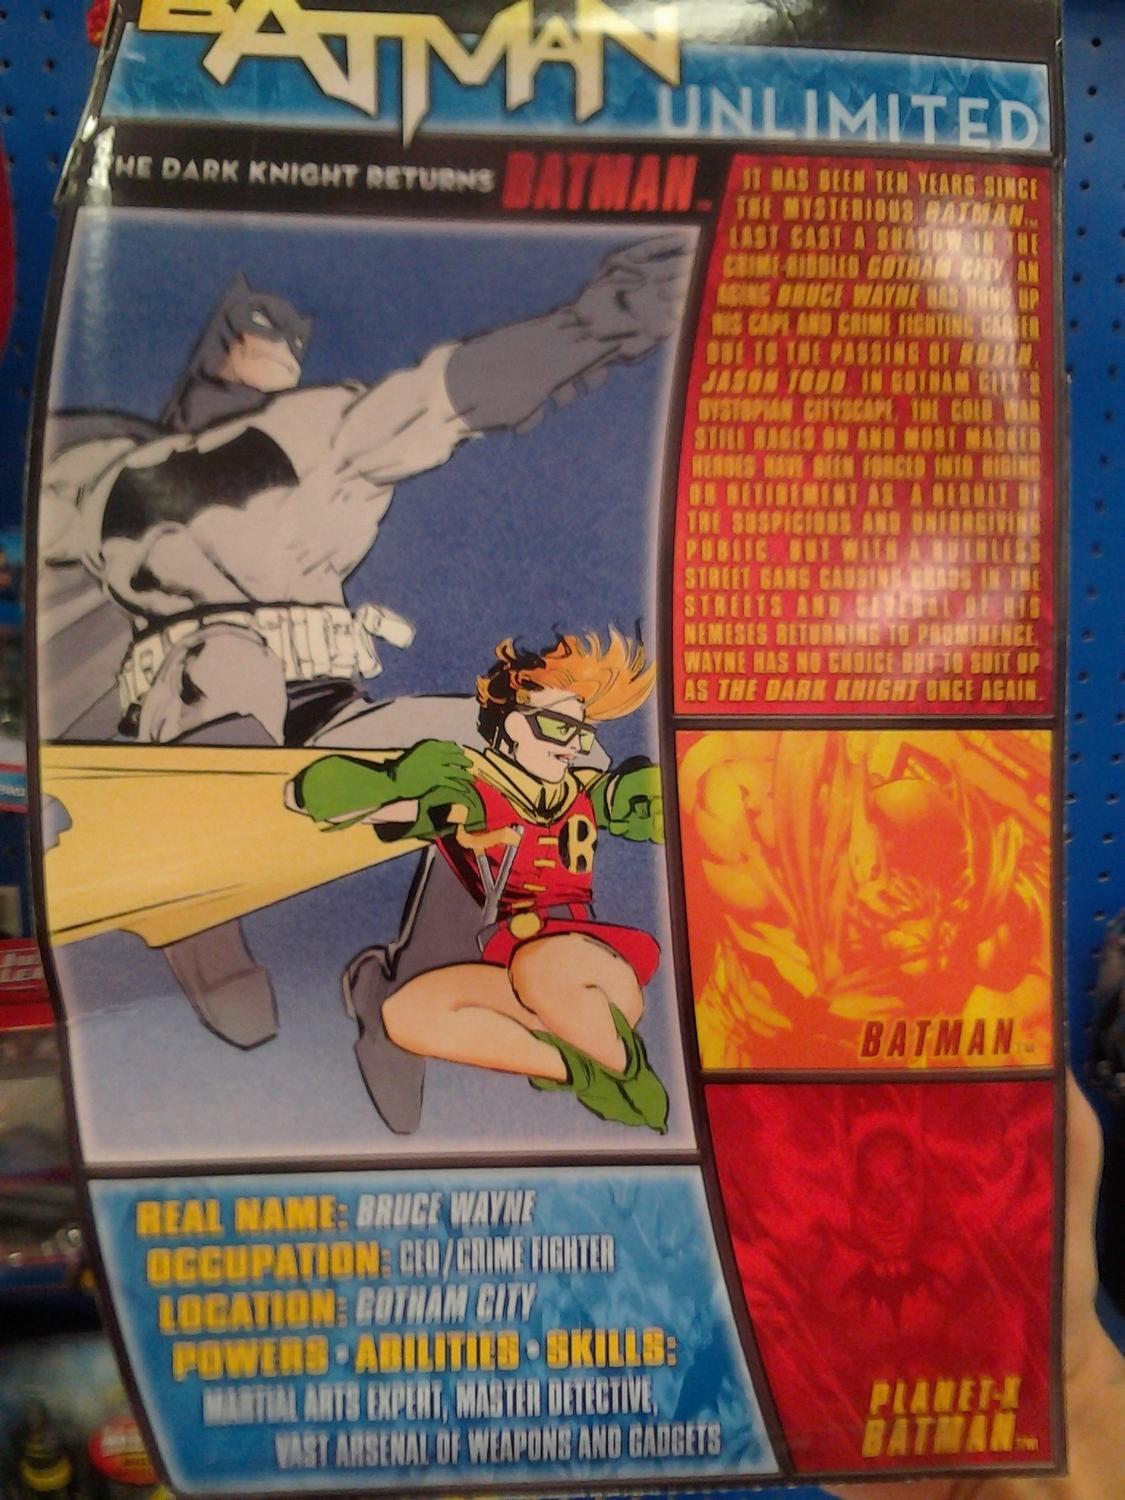 BATMAN
UNLIMITED
THE DARK KNIGHT RETURNS BATMAN™
IT HAS BEEN TEN YEARS SINCE
THE MYSTERIOUS BATMAN™
LAST CAST A SHADOW IN THE
CRIME-RIDDLED GOTHAM CITY. AN
AGING BRUCE WAYNE HAS HUNG UP
HIS CAPE AND CRIME FIGHTING CAREER
DUE TO THE PASSING OF ROBIN,
JASON TODD. IN GOTHAM CITY'S
DYSTOPIAN CITYSCAPE, THE COLD WAR
STILL RAGES ON AND MOST MASKED
HEROES HAVE BEEN FORCED INTO HIDING
OR RETIREMENT AS A RESULT OF
THE SUSPICIOUS AND UNFORGIVING
PUBLIC. BUT WITH A RUTHLESS
STREET GANG CAUSING CHAOS IN THE
STREETS AND SEVERAL OF HIS
NEMESES RETURNING TO PROMINENCE,
WAYNE HAS NO CHOICE BUT TO SUIT UP
AS THE DARK KNIGHT ONCE AGAIN.
R
BATMAN™
REAL NAME: BRUCE WAYNE
OCCUPATION: CEO/CRIME FIGHTER
LOCATION: GOTHAM CITY
POWERS • ABILITIES • SKILLS:
MARTIAL ARTS EXPERT, MASTER DETECTIVE,
VAST ARSENAL OF WEAPONS AND GADGETS
PLANET-X
BATMAN™